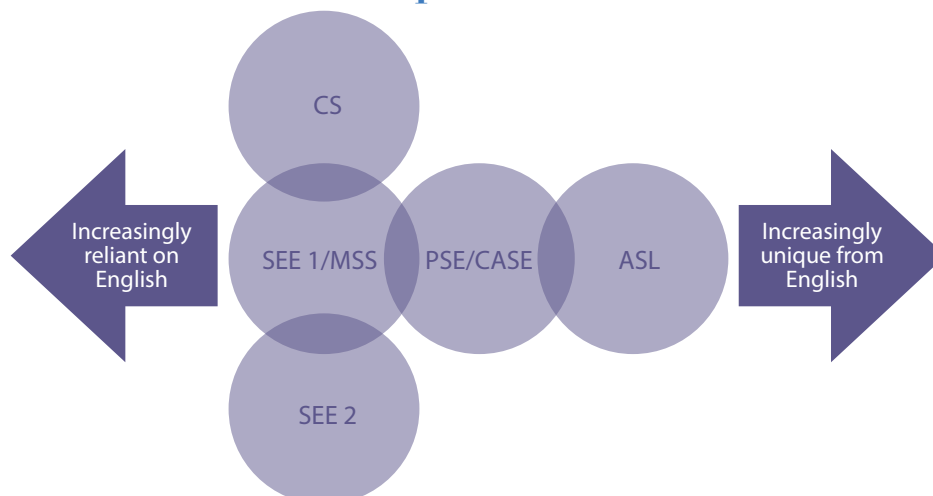 CS
Increasingly
reliant on
English
SEE 1/MSS
PSE/CASE
ASL
Increasingly
unique from
English
SEE 2